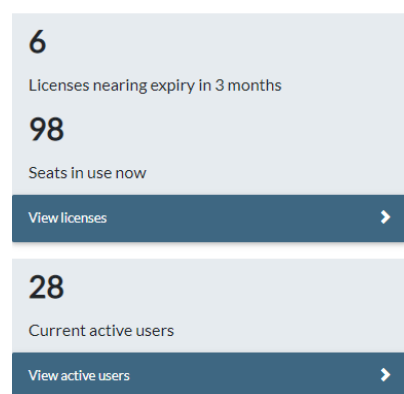 6
Licenses nearing expiry in 3 months
98
Seats in use now
View licenses
28
Current active users
View active users